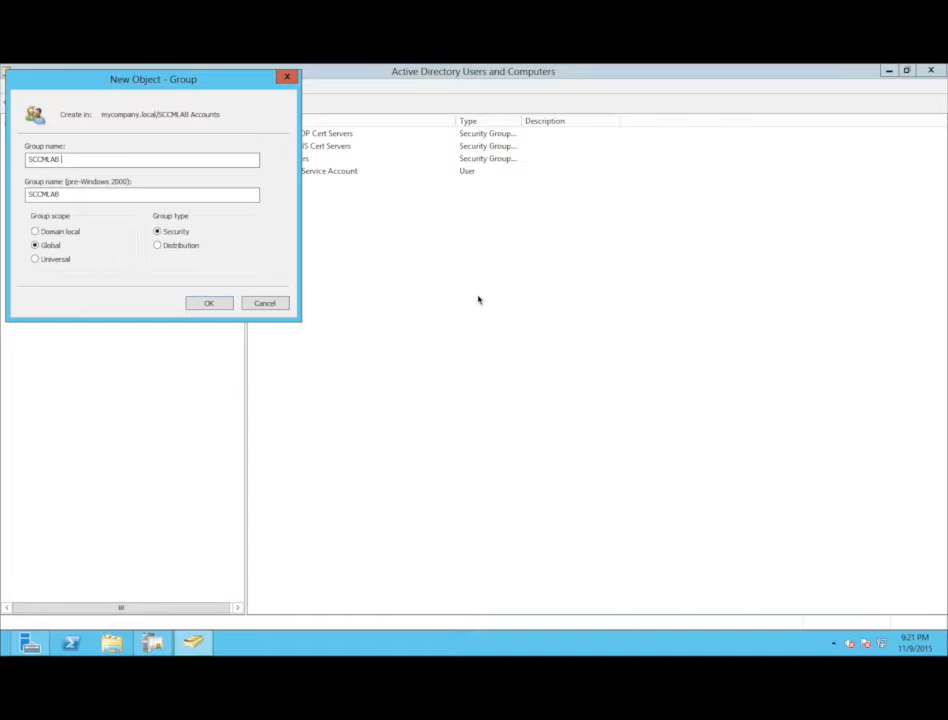 Active Directory Users and Computers
New Object - Group
x
Create in: mycompany.local/SCCMLAB Accounts
Group name:
SCCMLAB
Group name (pre-Windows 2000):
SCCMLAB
Group scope
Group type
Domain local
Security
Global
Distribution
Universal
OK
Cancel
Type
Description
DP Cert Servers
Security Group...
IS Cert Servers
Security Group...
rs
Security Group...
Service Account
User
9:21 PM
11/9/2015